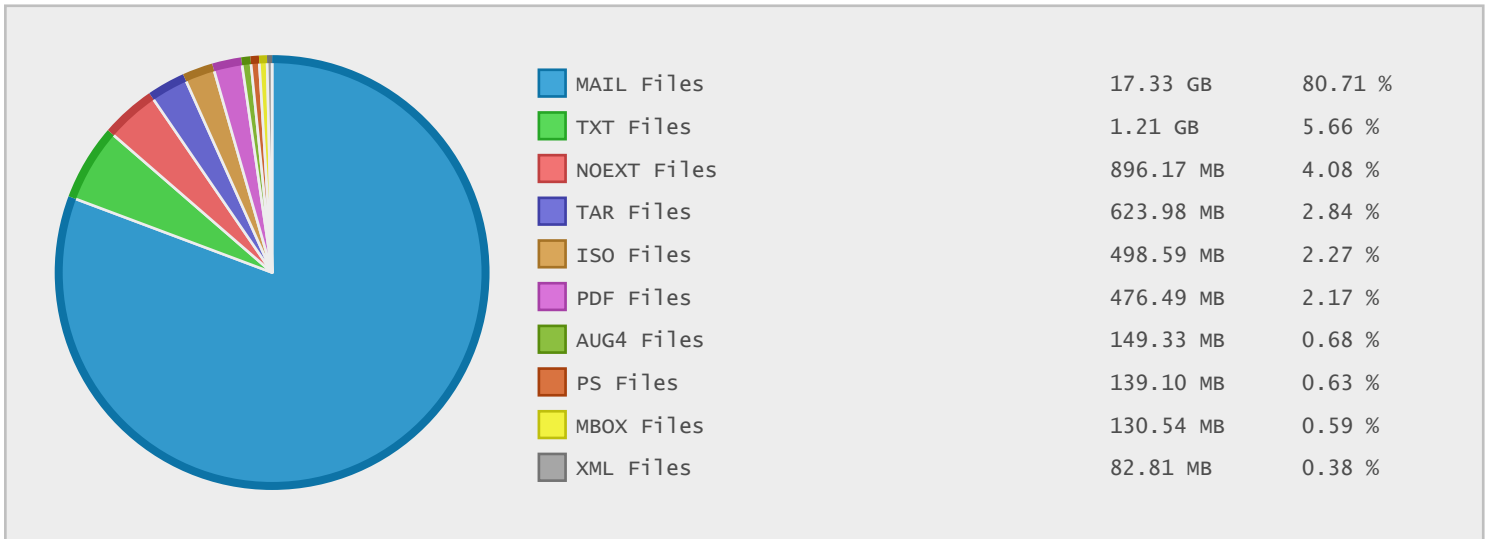 MAIL Files 17.33 GB 80.71 %
TXT Files 1.21 GB 5.66 %
NOEXT Files 896.17 MB 4.08 %
TAR Files 623.98 MB 2.84 %
ISO Files 498.59 MB 2.27 %
PDF Files 476.49 MB 2.17 %
AUG4 Files 149.33 MB 0.68 %
PS Files 139.10 MB 0.63 %
MBOX Files 130.54 MB 0.59 %
XML Files 82.81 MB 0.38 %